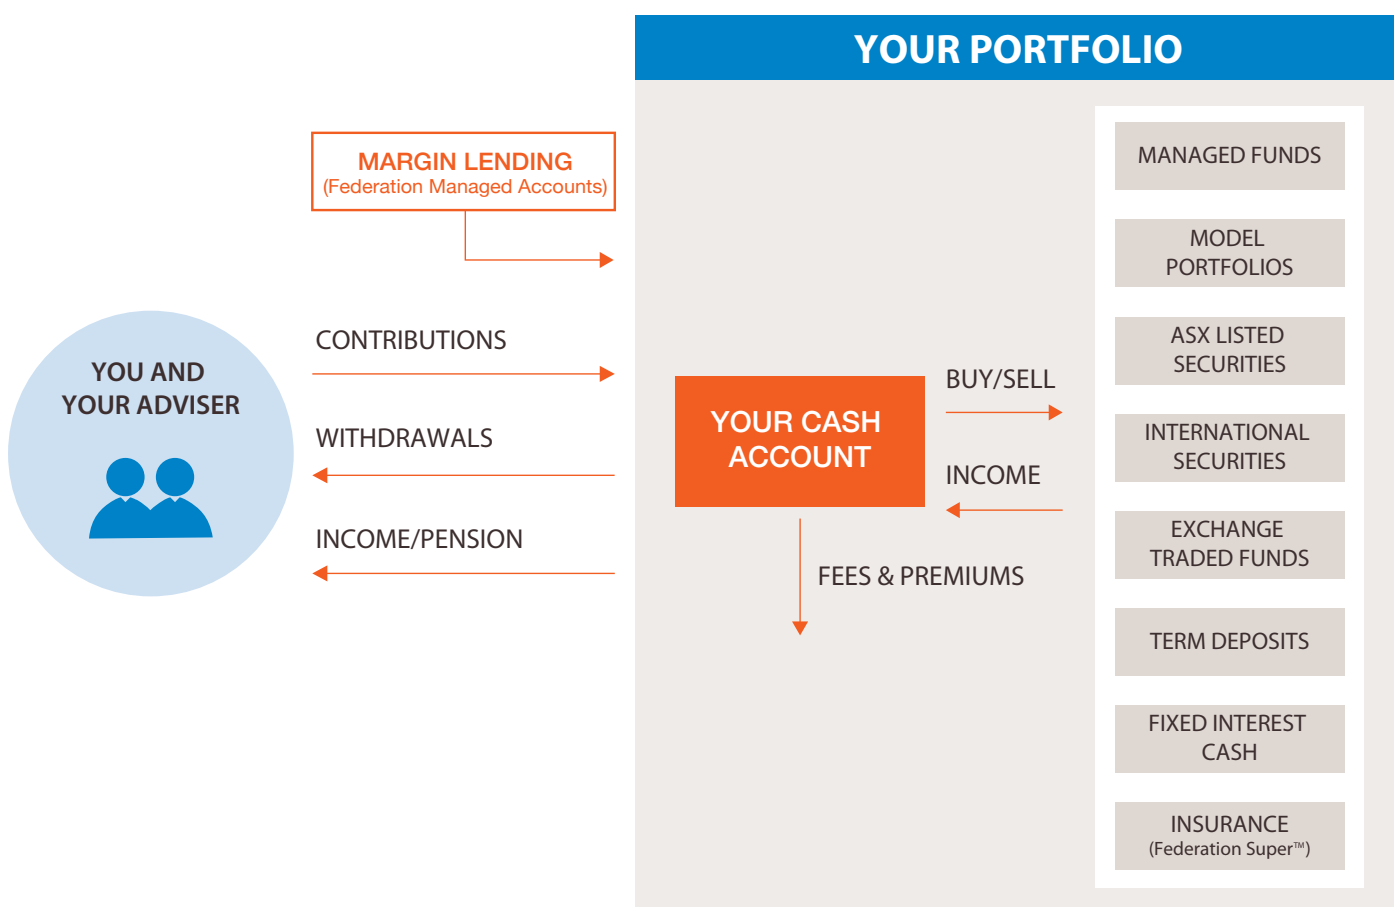 YOUR PORTFOLIO
MARGIN LENDING
(Federation Managed Accounts)
CONTRIBUTIONS
YOU AND
YOUR ADVISER
WITHDRAWALS
INCOME/PENSION
YOUR CASH
ACCOUNT
BUY/SELL
INCOME
FEES & PREMIUMS
MANAGED FUNDS
MODEL
PORTFOLIOS
ASX LISTED
SECURITIES
INTERNATIONAL
SECURITIES
EXCHANGE
TRADED FUNDS
TERM DEPOSITS
FIXED INTEREST
CASH
INSURANCE
(Federation Super™)